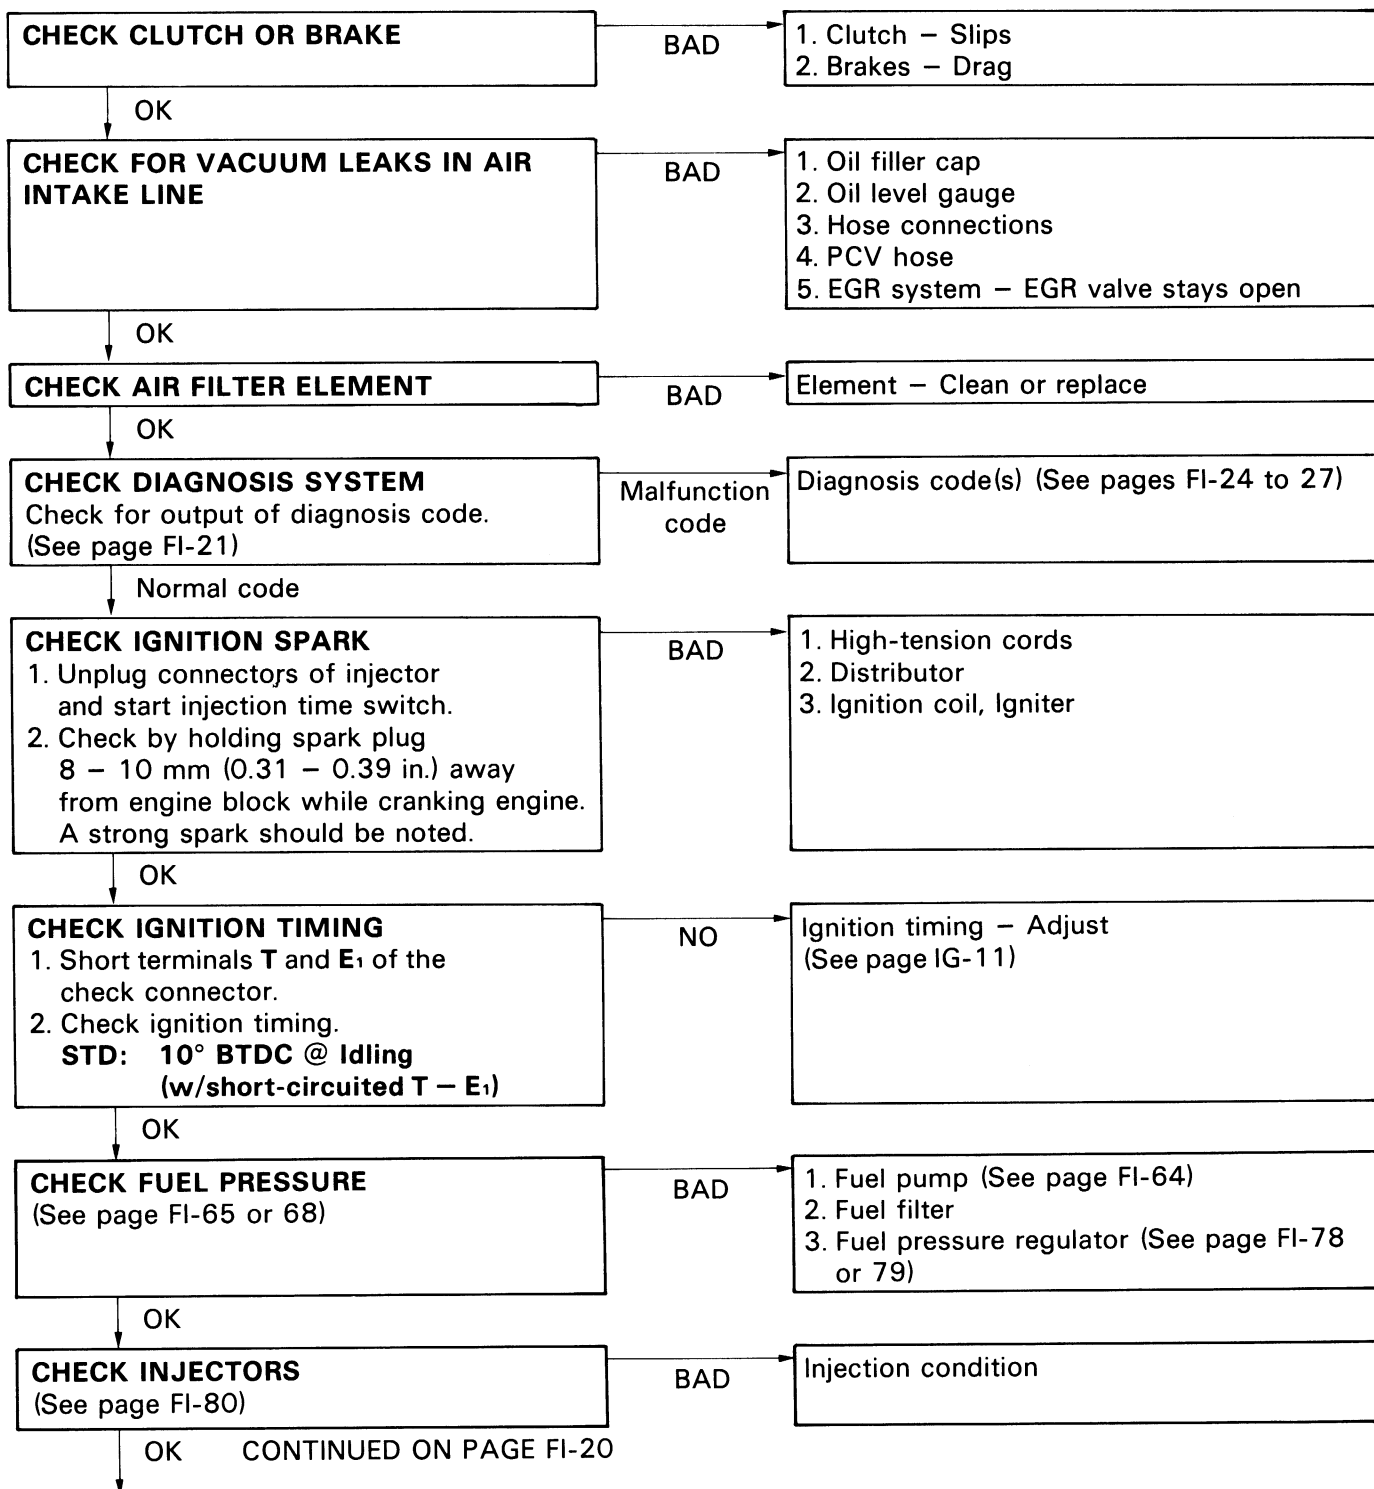 CHECK CLUTCH OR BRAKE
BAD
1. Clutch — Slips
2. Brakes — Drag
OK
CHECK FOR VACUUM LEAKS IN AIR
INTAKE LINE
BAD
1. Oil filler cap
2. Oil level gauge
3. Hose connections
4. PCV hose
5. EGR system — EGR valve stays open
OK
CHECK AIR FILTER ELEMENT
BAD
Element — Clean or replace
OK
CHECK DIAGNOSIS SYSTEM
Check for output of diagnosis code.
(See page FI-21)
Malfunction
code
Diagnosis code(s) (See pages FI-24 to 27)
Normal code
CHECK IGNITION SPARK
1. Unplug connectors of injector
and start injection time switch.
2. Check by holding spark plug
8 — 10 mm (0.31 — 0.39 in.) away
from engine block while cranking engine.
A strong spark should be noted.
BAD
1. High-tension cords
2. Distributor
3. Ignition coil, Igniter
OK
CHECK IGNITION TIMING
1. Short terminals T and E₁ of the
check connector.
2. Check ignition timing.
STD: 10° BTDC @ Idling
(w/short-circuited T — E₁)
NO
Ignition timing — Adjust
(See page IG-11)
OK
CHECK FUEL PRESSURE
(See page FI-65 or 68)
BAD
1. Fuel pump (See page FI-64)
2. Fuel filter
3. Fuel pressure regulator (See page FI-78
or 79)
OK
CHECK INJECTORS
(See page FI-80)
BAD
Injection condition
OK CONTINUED ON PAGE FI-20